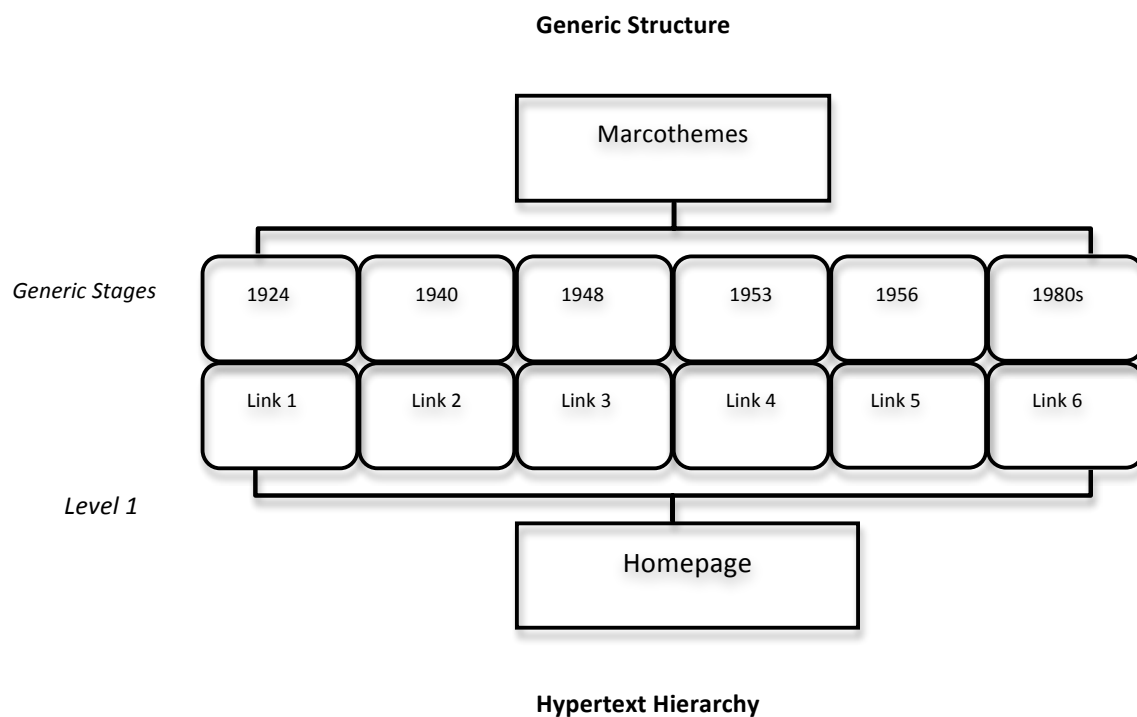 Generic Structure
Marcothemes
Generic Stages
1924
1940
1948
1953
1956
1980s
Link 1
Link 2
Link 3
Link 4
Link 5
Link 6
Level 1
Homepage
Hypertext Hierarchy